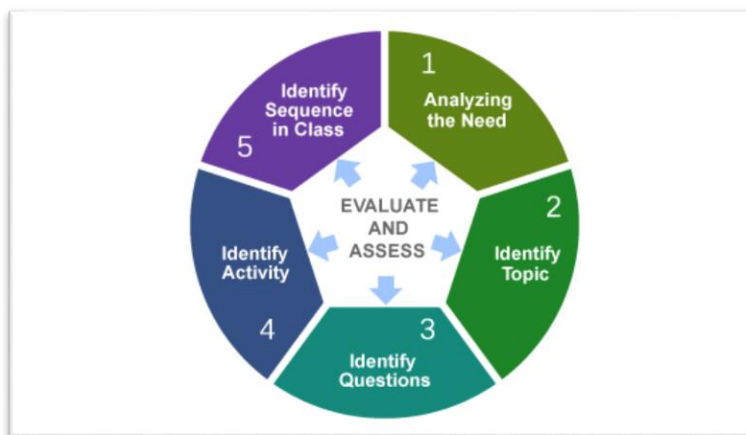 1
Analyzing
the Need
2
Identify
Topic
3
Identify
Questions
Identify
Activity
4
Identify
Sequence
in Class
5
EVALUATE
AND
ASSESS